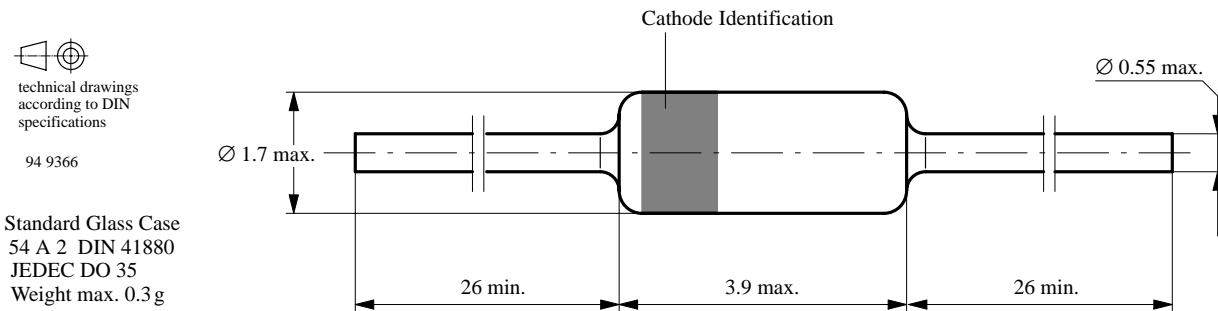 Cathode Identification
technical drawings
according to DIN
specifications
94 9366
∅ 1.7 max.
∅ 0.55 max.
Standard Glass Case
54 A 2 DIN 41880
JEDEC DO 35
Weight max. 0.3 g
26 min.
3.9 max.
26 min.